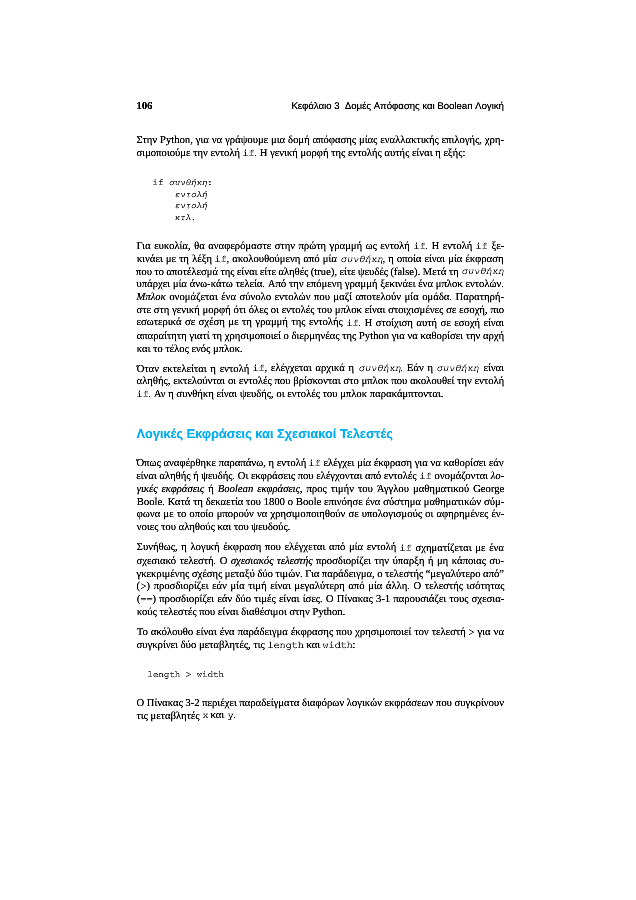 106 Κεφάλαιο 3 Δομές Απόφασης και Boolean Λογική
Στην Python, για να γράψουμε μια δομή απόφασης μίας εναλλακτικής επιλογής, χρη-
σιμοποιούμε την εντολή if. Η γενική μορφή της εντολής αυτής είναι η εξής:
if συνθήκη:
εντολή
εντολή
κτλ.
Για ευκολία, θα αναφερόμαστε στην πρώτη γραμμή ως εντολή if. Η εντολή if ξε-
κινάει με τη λέξη if, ακολουθούμενη από μία συνθήκη, η οποία είναι μία έκφραση
που το αποτέλεσμά της είναι είτε αληθές (true), είτε ψευδές (false). Μετά τη συνθήκη
υπάρχει μία άνω-κάτω τελεία. Από την επόμενη γραμμή ξεκινάει ένα μπλοκ εντολών.
Μπλοκ ονομάζεται ένα σύνολο εντολών που μαζί αποτελούν μία ομάδα. Παρατηρή-
στε στη γενική μορφή ότι όλες οι εντολές του μπλοκ είναι στοιχισμένες σε εσοχή, πιο
εσωτερικά σε σχέση με τη γραμμή της εντολής if. Η στοίχιση αυτή σε εσοχή είναι
απαραίτητη γιατί τη χρησιμοποιεί ο διερμηνέας της Python για να καθορίσει την αρχή
και το τέλος ενός μπλοκ.
Όταν εκτελείται η εντολή if, ελέγχεται αρχικά η συνθήκη. Εάν η συνθήκη είναι
αληθής, εκτελούνται οι εντολές που βρίσκονται στο μπλοκ που ακολουθεί την εντολή
if. Αν η συνθήκη είναι ψευδής, οι εντολές του μπλοκ παρακάμπτονται.
Λογικές Εκφράσεις και Σχεσιακοί Τελεστές
Όπως αναφέρθηκε παραπάνω, η εντολή if ελέγχει μία έκφραση για να καθορίσει εάν
είναι αληθής ή ψευδής. Οι εκφράσεις που ελέγχονται από εντολές if ονομάζονται λο-
γικές εκφράσεις ή Boolean εκφράσεις, προς τιμήν του Άγγλου μαθηματικού George
Boole. Κατά τη δεκαετία του 1800 ο Boole επινόησε ένα σύστημα μαθηματικών σύμ-
φωνα με το οποίο μπορούν να χρησιμοποιηθούν σε υπολογισμούς οι αφηρημένες έν-
νοιες του αληθούς και του ψευδούς.
Συνήθως, η λογική έκφραση που ελέγχεται από μία εντολή if σχηματίζεται με ένα
σχεσιακό τελεστή. Ο σχεσιακός τελεστής προσδιορίζει την ύπαρξη ή μη κάποιας συ-
γκεκριμένης σχέσης μεταξύ δύο τιμών. Για παράδειγμα, ο τελεστής “μεγαλύτερο από”
(>) προσδιορίζει εάν μία τιμή είναι μεγαλύτερη από μία άλλη. Ο τελεστής ισότητας
(==) προσδιορίζει εάν δύο τιμές είναι ίσες. Ο Πίνακας 3-1 παρουσιάζει τους σχεσια-
κούς τελεστές που είναι διαθέσιμοι στην Python.
Το ακόλουθο είναι ένα παράδειγμα έκφρασης που χρησιμοποιεί τον τελεστή > για να
συγκρίνει δύο μεταβλητές, τις length και width:
length > width
Ο Πίνακας 3-2 περιέχει παραδείγματα διαφόρων λογικών εκφράσεων που συγκρίνουν
τις μεταβλητές x και y.